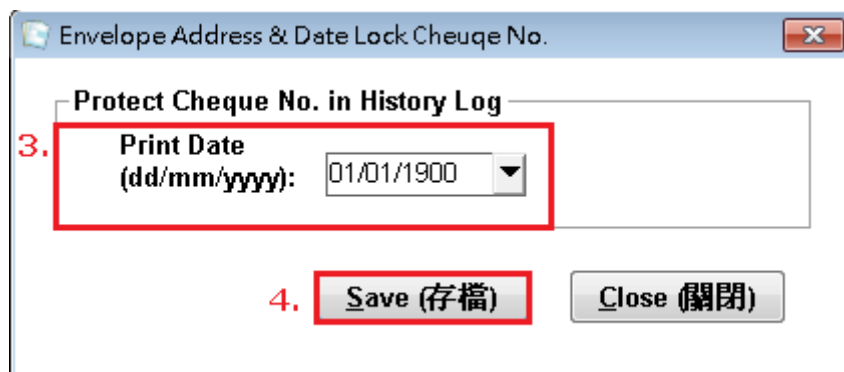 Envelope Address & Date Lock Cheuqe No.
Protect Cheque No. in History Log
3.
Print Date
(dd/mm/yyyy):
01/01/1900
4.
Save (存檔)
Close (關閉)